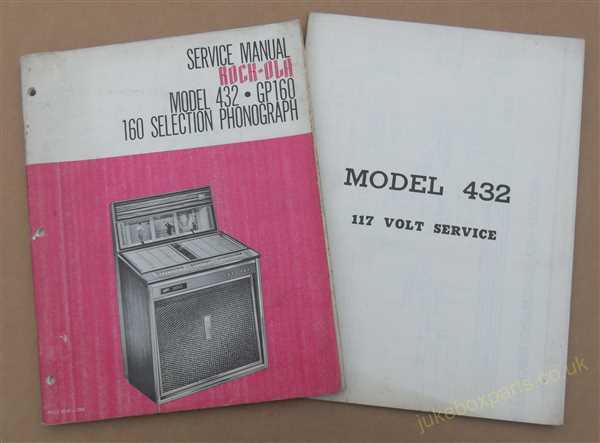 SERVICE MANUAL
ROCK-OLA
MODEL 432 • GP160
160 SELECTION PHONOGRAPH
MODEL 432
117 VOLT SERVICE
jukeboxparts.co.uk